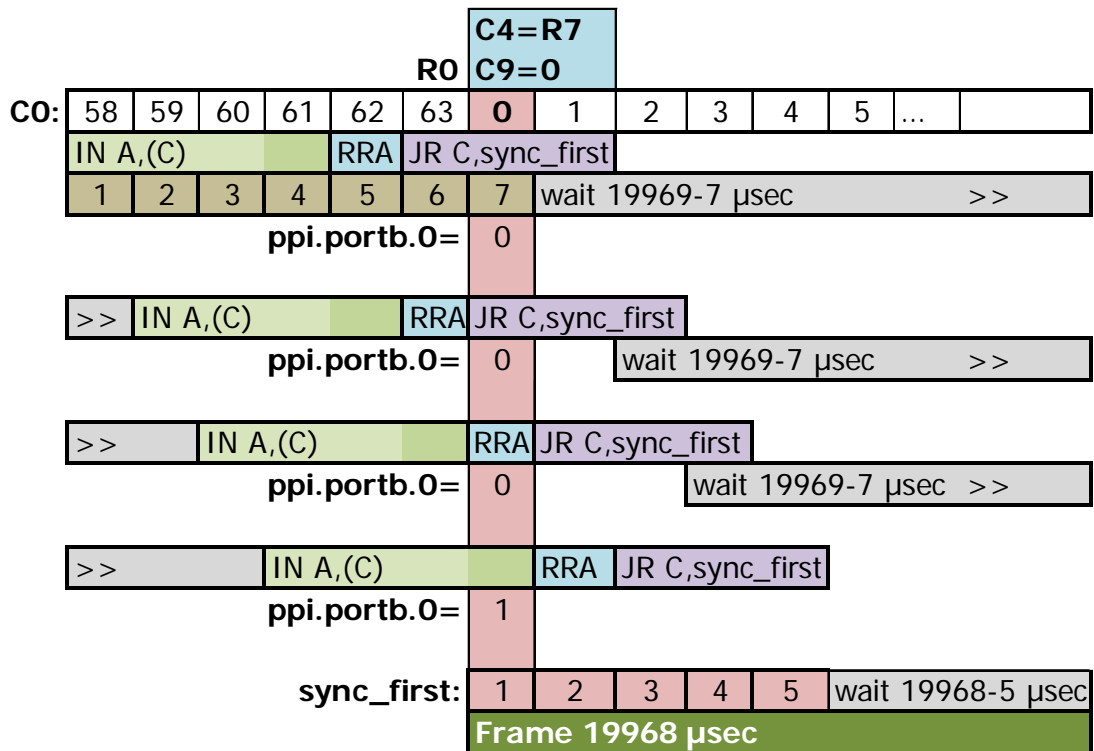 C4=R7
R0 C9=0
C0: 58 59 60 61 62 63 0 1 2 3 4 5 ...
IN A,(C) RRA JR C,sync_first
1 2 3 4 5 6 7 wait 19969-7 µsec >>
ppi.portb.0= 0
>> IN A,(C) RRA JR C,sync_first
ppi.portb.0= 0 wait 19969-7 µsec >>
>> IN A,(C) RRA JR C,sync_first
ppi.portb.0= 0 wait 19969-7 µsec >>
>> IN A,(C) RRA JR C,sync_first
ppi.portb.0= 1
sync_first: 1 2 3 4 5 wait 19968-5 µsec
Frame 19968 µsec